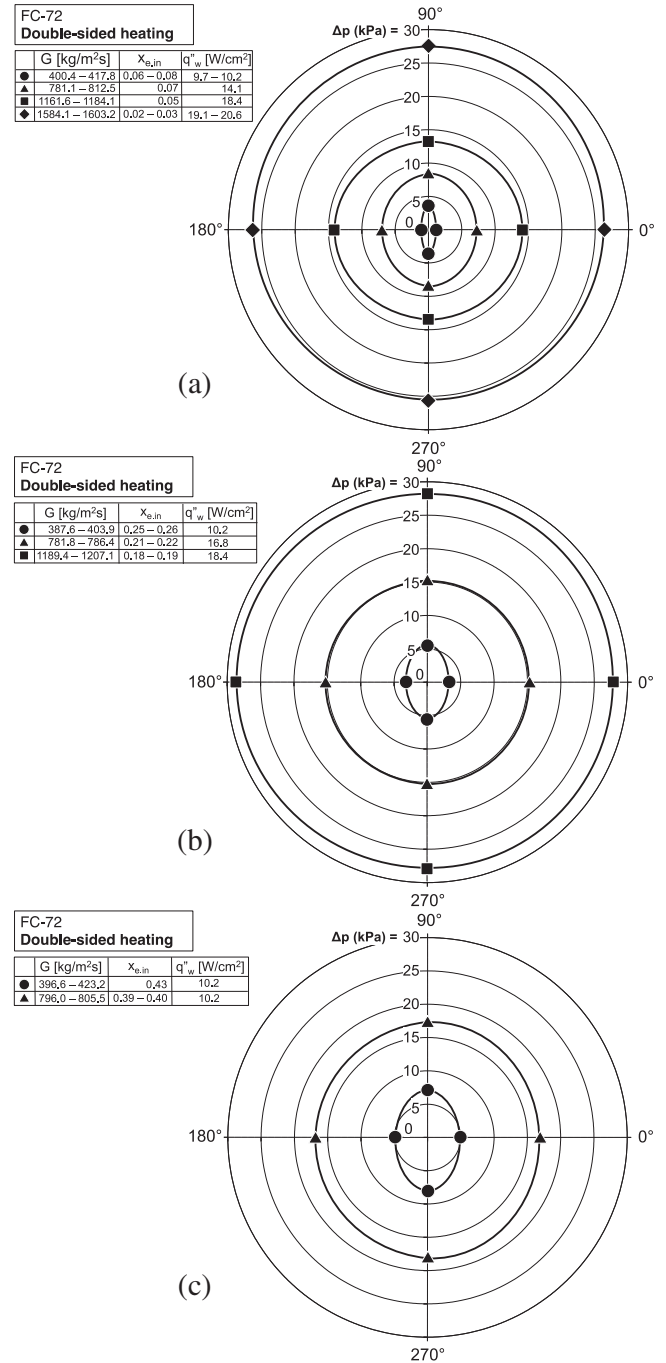 FC-72
Double-sided heating
G [kg/m²s] xe.in q"w [W/cm²]
● 400.4 – 417.8 0.06 – 0.08 9.7 – 10.2
▲ 781.1 – 812.5 0.07 14.1
■ 1161.6 – 1184.1 0.05 18.4
◆ 1584.1 – 1603.2 0.02 – 0.03 19.1 – 20.6
90°
Δp (kPa) = 30
25
20
15
10
5
0
180°
0°
270°
(a)
FC-72
Double-sided heating
G [kg/m²s] xe.in q"w [W/cm²]
● 387.6 – 403.9 0.25 – 0.26 10.2
▲ 781.8 – 786.4 0.21 – 0.22 16.8
■ 1189.4 – 1207.1 0.18 – 0.19 18.4
90°
Δp (kPa) = 30
25
20
15
10
5
0
180°
0°
270°
(b)
FC-72
Double-sided heating
G [kg/m²s] xe.in q"w [W/cm²]
● 396.6 – 423.2 0.43 10.2
▲ 796.0 – 805.5 0.39 – 0.40 10.2
90°
Δp (kPa) = 30
25
20
15
10
5
0
180°
0°
270°
(c)